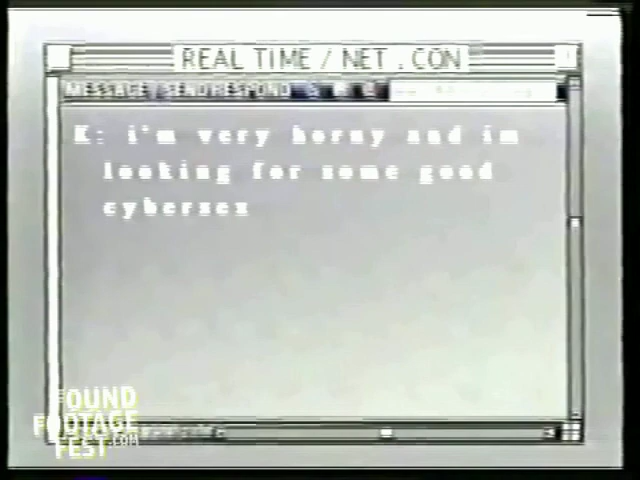 REAL TIME / NET . CON
MESSAGE SEND RESPOND
K: i'm very horny and im
looking for some good
cybersex
FOUND
FOOTAGE
FEST.COM